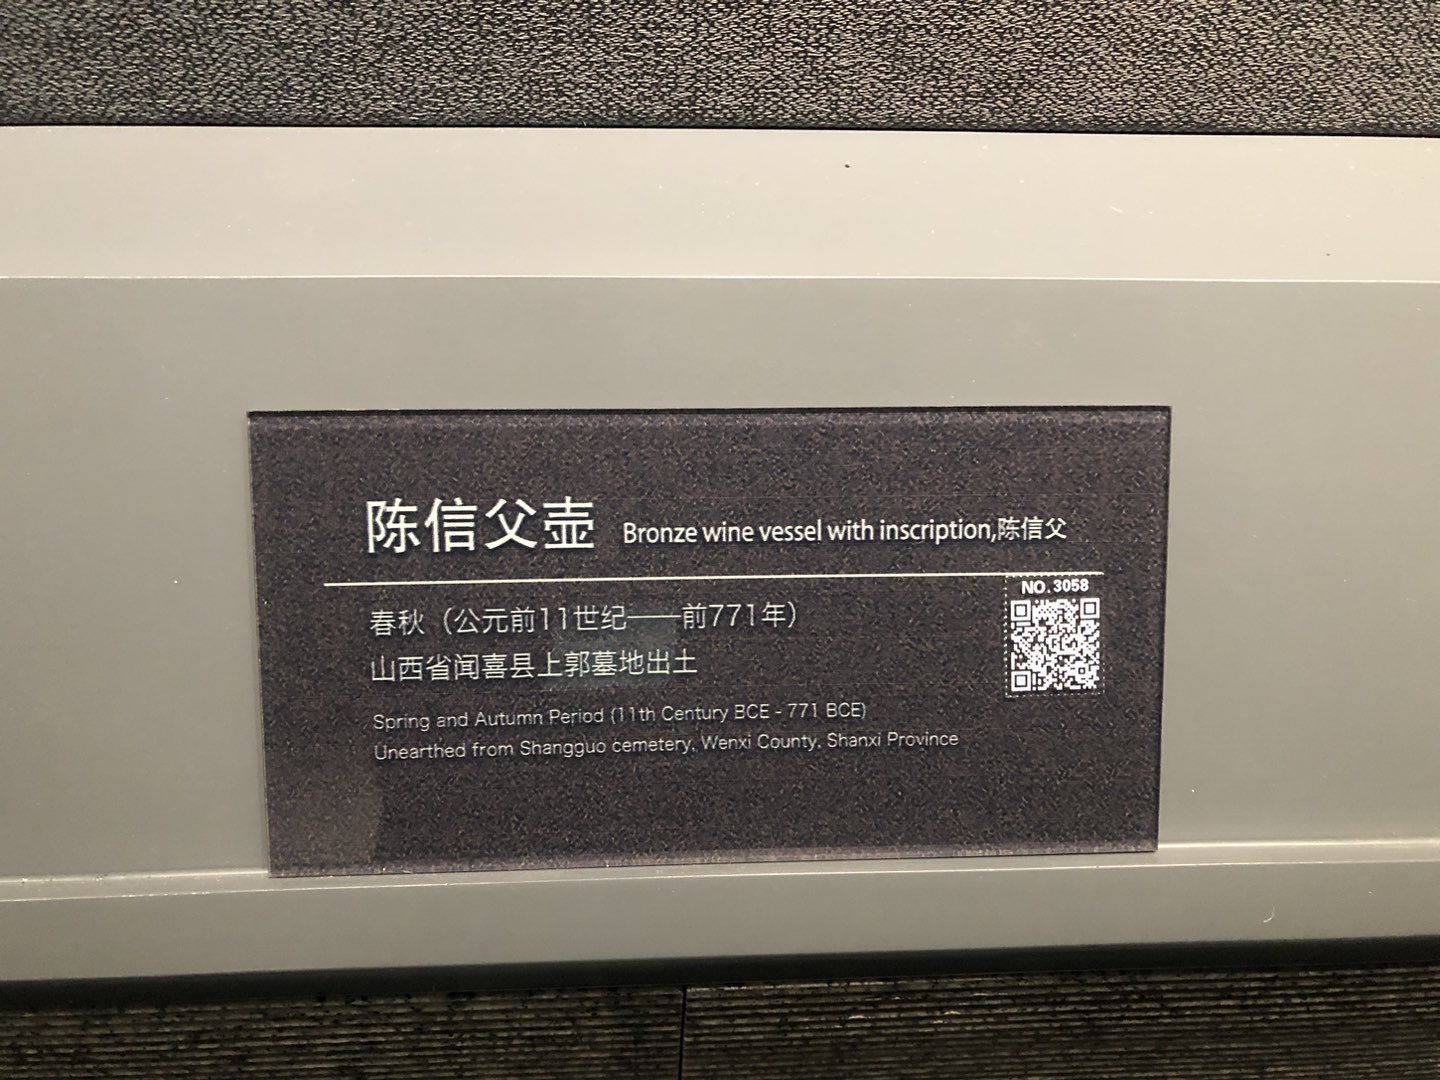 陈信父壶 Bronze wine vessel with inscription,陈信父
NO.3058
春秋（公元前11世纪——前771年）
山西省闻喜县上郭墓地出土
Spring and Autumn Period (11th Century BCE - 771 BCE)
Unearthed from Shangguo cemetery, Wenxi County, Shanxi Province